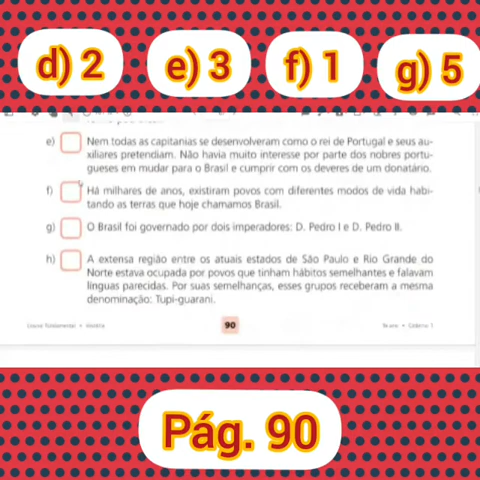 d) 2 e) 3 f) 1 g) 5
e) Nem todas as capitanias se desenvolveram como o rei de Portugal e seus au-
xiliares pretendiam. Não havia muito interesse por parte dos nobres portu-
gueses em mudar para o Brasil e cumprir com os deveres de um donatário.
f) Há milhares de anos, existiram povos com diferentes modos de vida habi-
tando as terras que hoje chamamos Brasil.
g) O Brasil foi governado por dois imperadores: D. Pedro I e D. Pedro II.
h) A extensa região entre os atuais estados de São Paulo e Rio Grande do
Norte estava ocupada por povos que tinham hábitos semelhantes e falavam
línguas parecidas. Por suas semelhanças, esses grupos receberam a mesma
denominação: Tupi-guarani.
90
Pág. 90